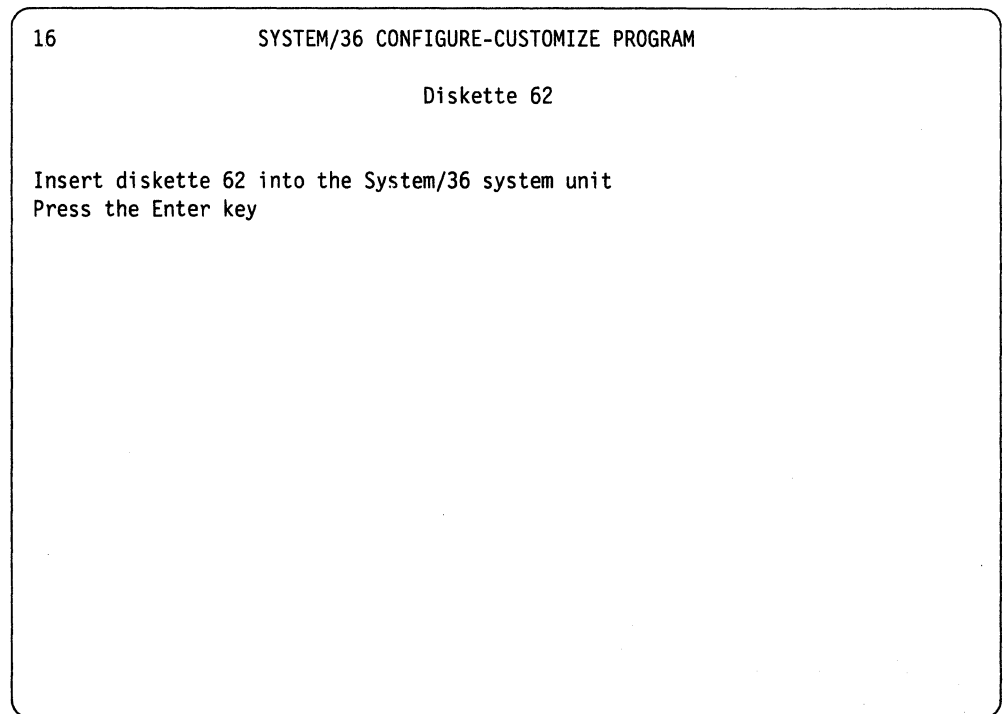 16 SYSTEM/36 CONFIGURE-CUSTOMIZE PROGRAM
Diskette 62
Insert diskette 62 into the System/36 system unit
Press the Enter key